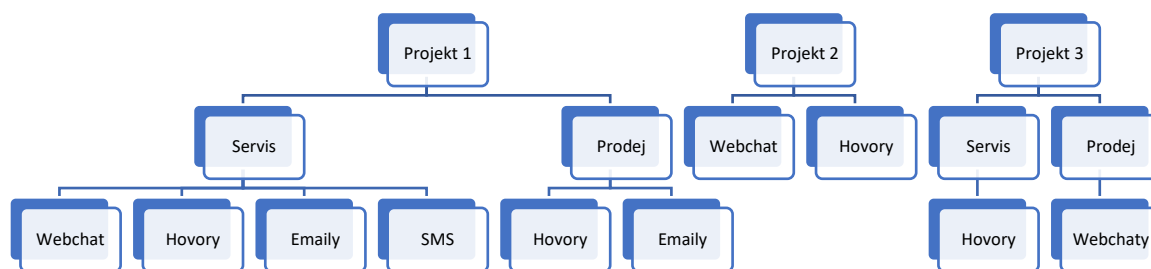 Projekt 1
Projekt 2
Projekt 3
Servis
Prodej
Webchat
Hovory
Servis
Prodej
Webchat
Hovory
Emaily
SMS
Hovory
Emaily
Hovory
Webchaty